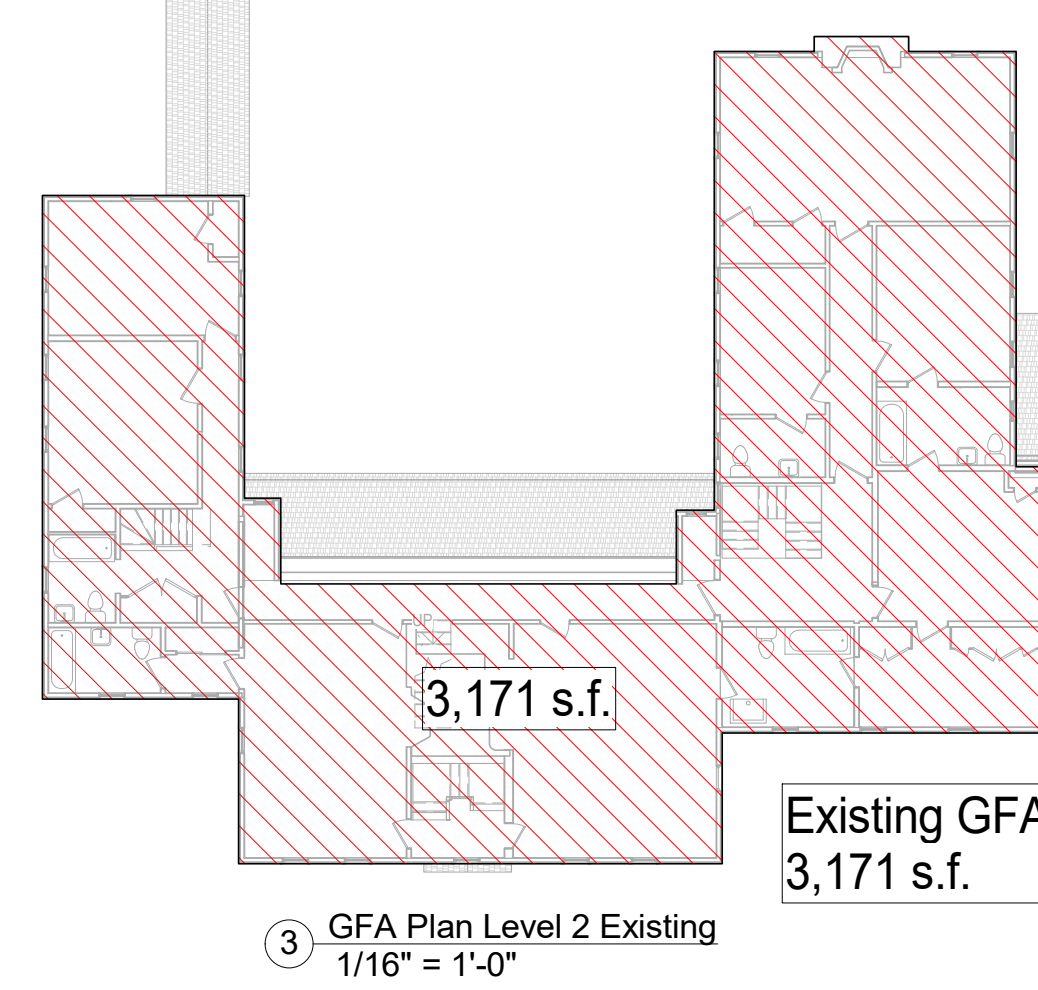 UP
3,171 s.f.
Existing GFA
3,171 s.f.
3 GFA Plan Level 2 Existing
1/16" = 1'-0"